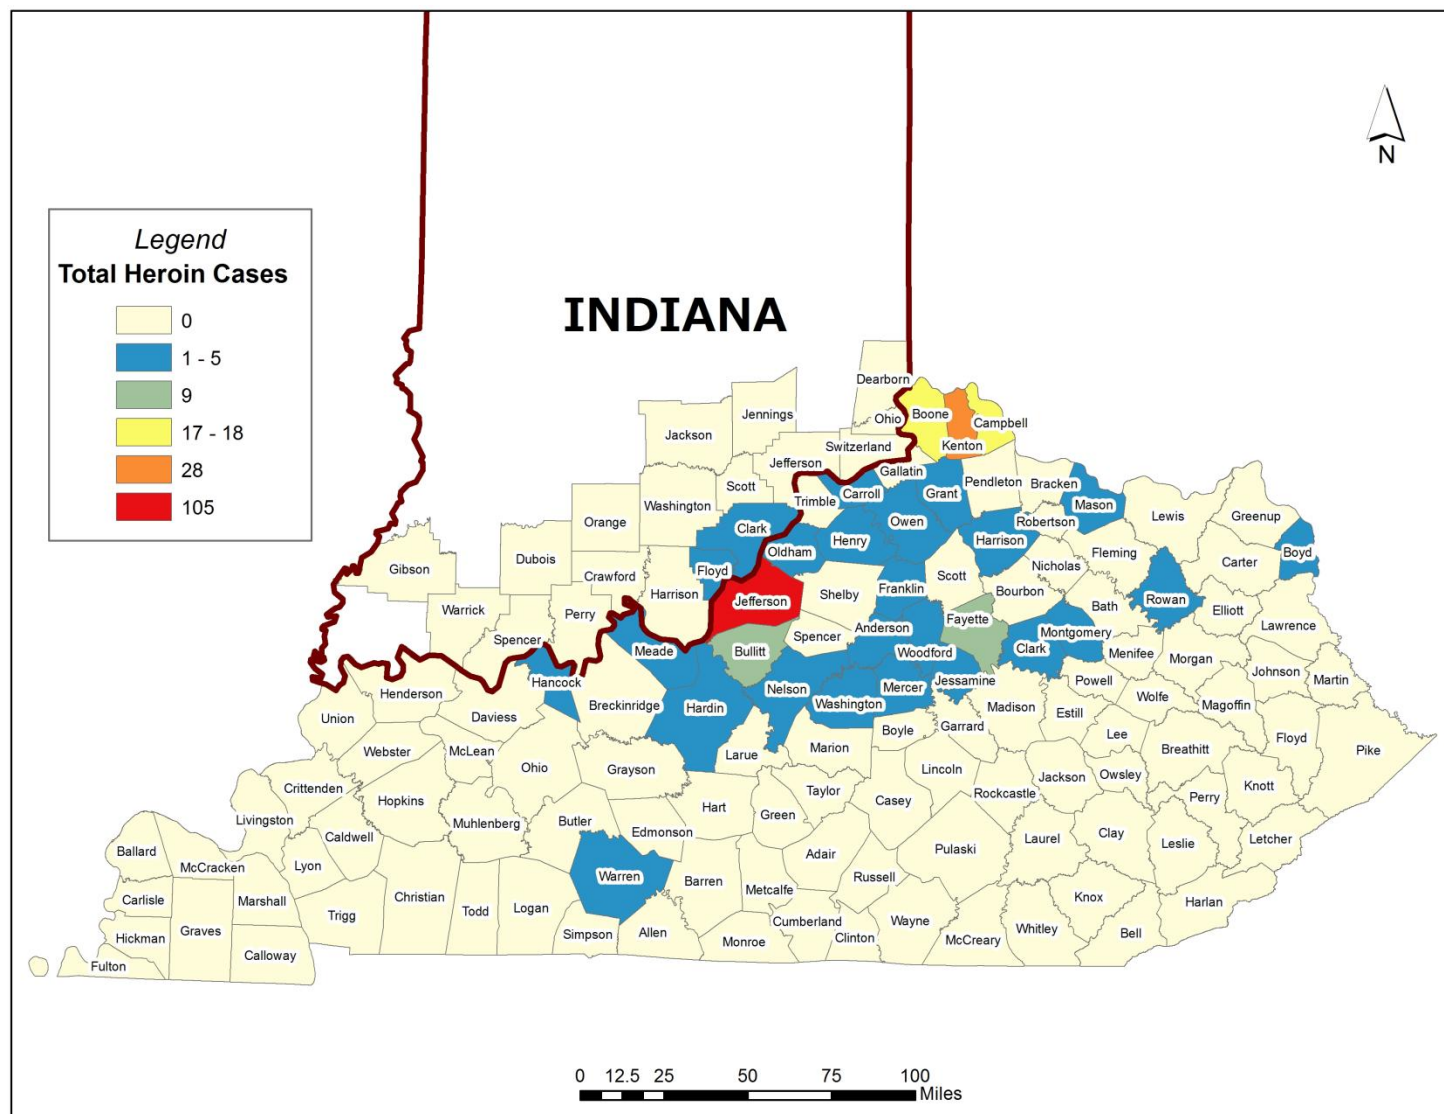 N
Legend
Total Heroin Cases
0
1 - 5
9
17 - 18
28
105
INDIANA
Dearborn
Jennings
Ohio
Boone
Campbell
Jackson
Switzerland
Kenton
Jefferson
Gallatin
Scott
Trimble
Carroll
Grant
Pendleton
Bracken
Washington
Mason
Orange
Clark
Owen
Robertson
Lewis
Greenup
Dubois
Oldham
Henry
Harrison
Fleming
Boyd
Gibson
Crawford
Floyd
Franklin
Scott
Nicholas
Carter
Harrison
Jefferson
Shelby
Bourbon
Bath
Rowan
Elliott
Warrick
Perry
Spencer
Spencer
Anderson
Fayette
Montgomery
Lawrence
Meade
Bullitt
Woodford
Clark
Menifee
Morgan
Johnson
Martin
Hancock
Henderson
Nelson
Mercer
Jessamine
Powell
Union
Daviess
Breckinridge
Hardin
Washington
Madison
Estill
Wolfe
Magoffin
Webster
McLean
Larue
Marion
Boyle
Garrard
Lee
Breathitt
Floyd
Pike
Ohio
Grayson
Lincoln
Jackson
Owsley
Crittenden
Hopkins
Taylor
Casey
Rockcastle
Perry
Knott
Livingston
Muhlenberg
Butler
Hart
Green
Caldwell
Edmonson
Laurel
Clay
Leslie
Letcher
Ballard
McCracken
Lyon
Adair
Pulaski
Warren
Barren
Metcalfe
Russell
Carlisle
Marshall
Christian
Knox
Harlan
Trigg
Todd
Logan
Cumberland
Wayne
Hickman
Graves
Simpson
Allen
Monroe
Clinton
McCreary
Whitley
Bell
Fulton
Calloway
0 12.5 25 50 75 100
Miles